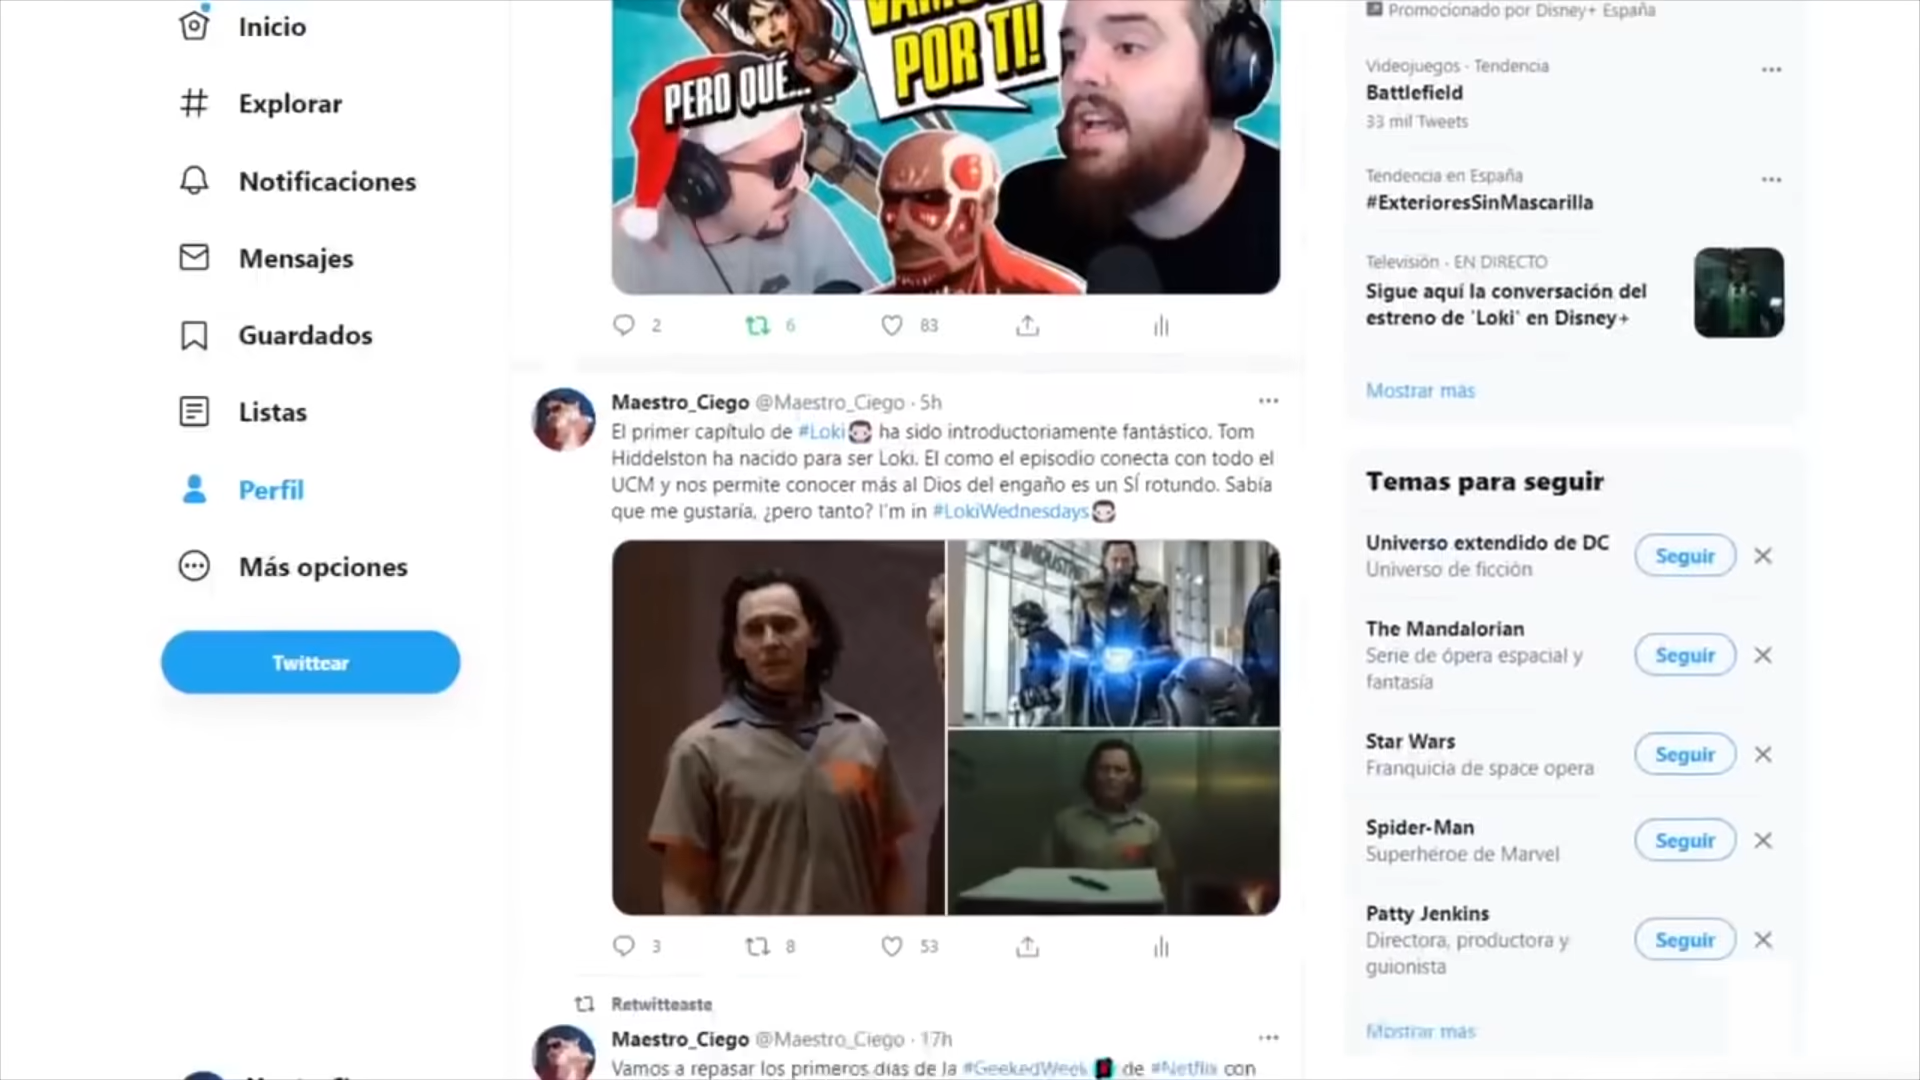 Inicio
Explorar
Notificaciones
Mensajes
Guardados
Listas
Perfil
Más opciones
Twittear
PERO QUÉ...
POR TI!
2
6
83
Maestro_Ciego @Maestro_Ciego · 5h
El primer capítulo de #Loki ha sido introductoriamente fantástico. Tom
Hiddelston ha nacido para ser Loki. El como el episodio conecta con todo el
UCM y nos permite conocer más al Dios del engaño es un SÍ rotundo. Sabía
que me gustaría, ¿pero tanto? I'm in #LokiWednesdays
3
8
53
Retwitteaste
Maestro_Ciego @Maestro_Ciego · 17h
Vamos a repasar los primeros días de la #GeekedWeek de #Netflix con
Promocionado por Disney+ España
Videojuegos · Tendencia
Battlefield
33 mil Tweets
Tendencia en España
#ExterioresSinMascarilla
Televisión · EN DIRECTO
Sigue aquí la conversación del
estreno de 'Loki' en Disney+
Mostrar más
Temas para seguir
Universo extendido de DC
Universo de ficción
Seguir
The Mandalorian
Serie de ópera espacial y
fantasía
Seguir
Star Wars
Franquicia de space opera
Seguir
Spider-Man
Superhéroe de Marvel
Seguir
Patty Jenkins
Directora, productora y
guionista
Seguir
Mostrar más